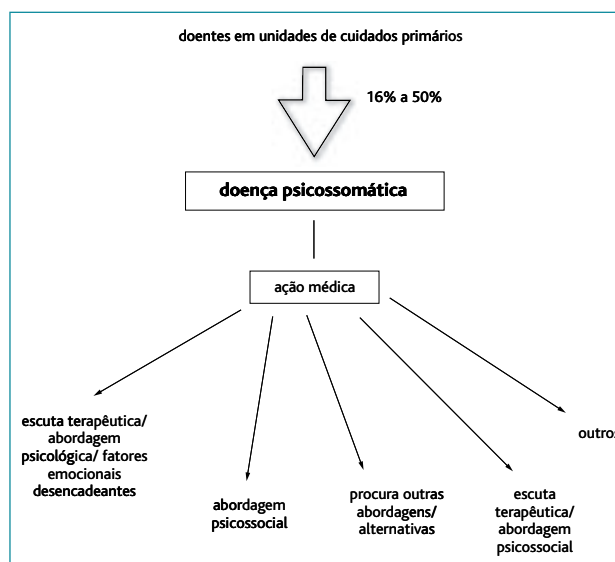 doentes em unidades de cuidados primários
16% a 50%
doença psicossomática
ação médica
escuta terapêutica/
abordagem
psicológica/ fatores
emocionais
desencadeantes
abordagem
psicossocial
procura outras
abordagens/
alternativas
escuta
terapêutica/
abordagem
psicossocial
outros